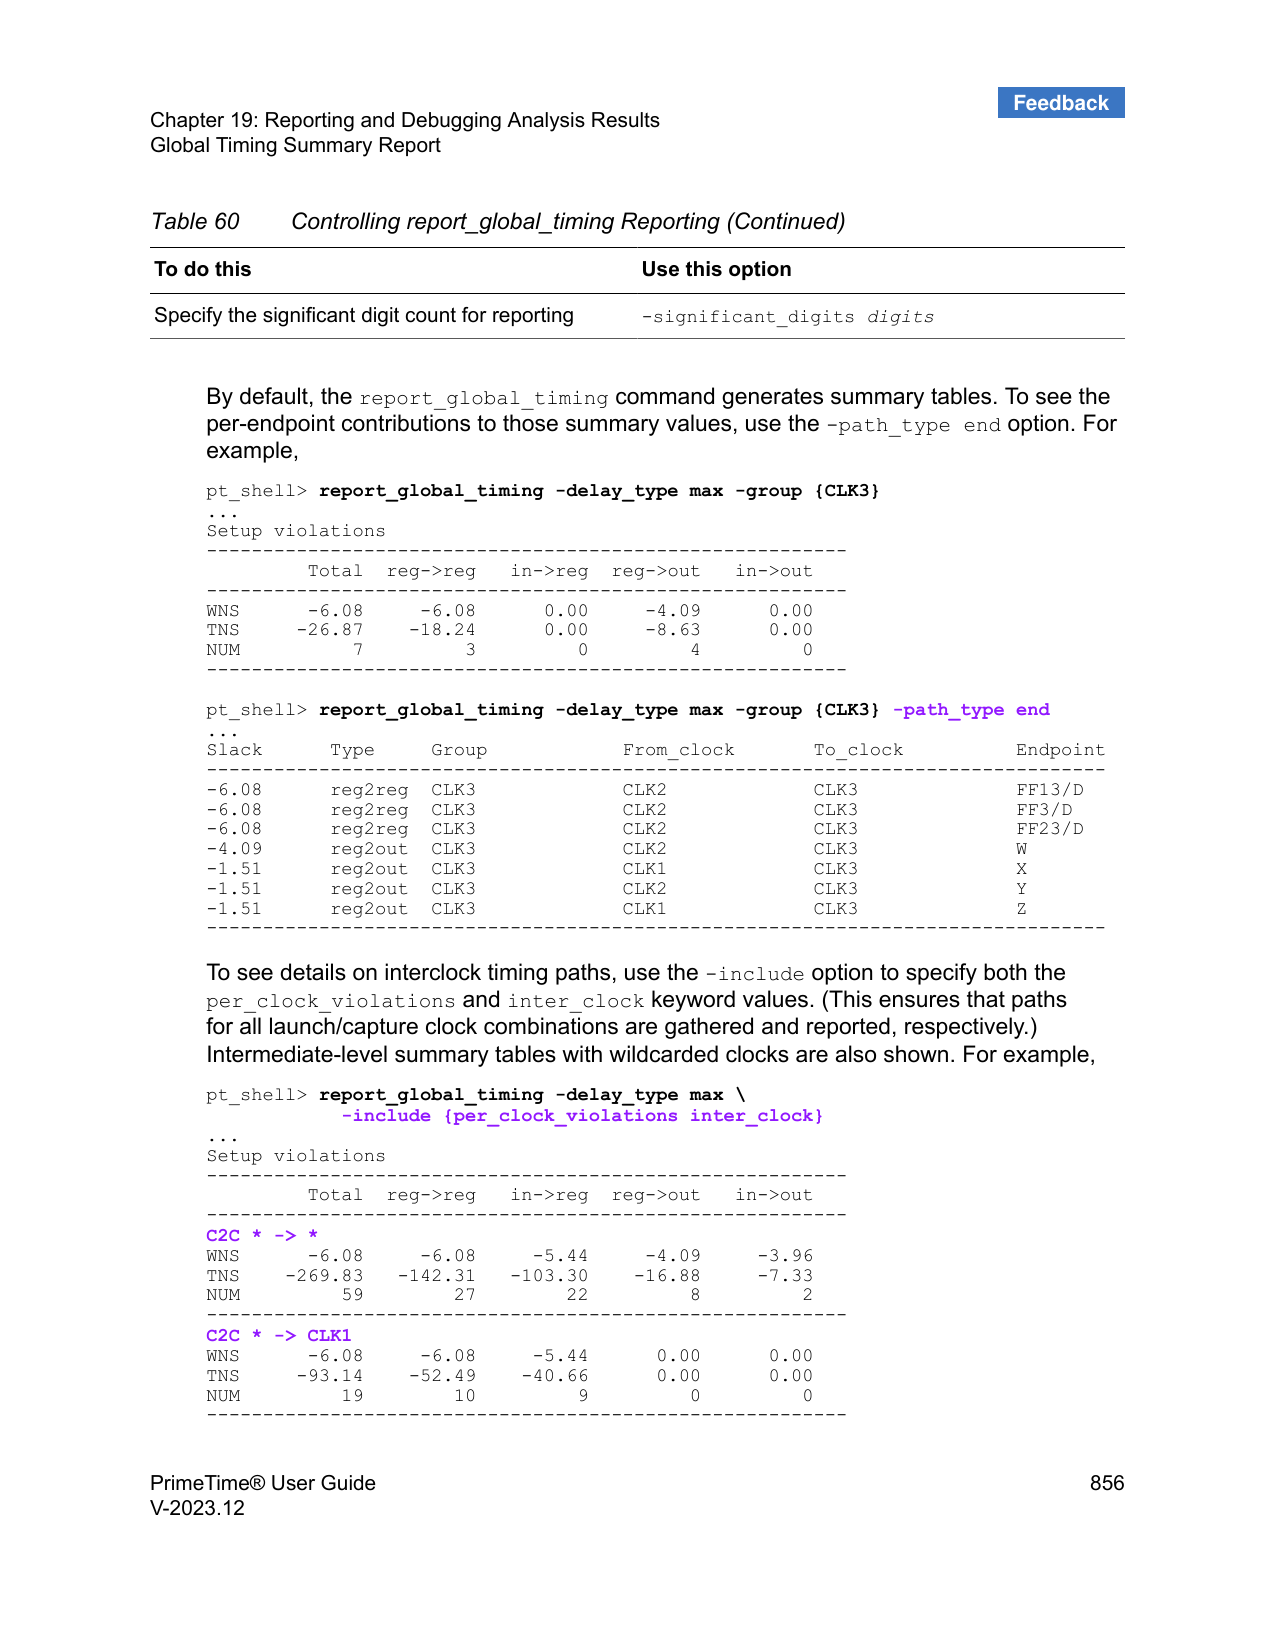 Feedback
Chapter 19: Reporting and Debugging Analysis Results
Global Timing Summary Report
Table 60 Controlling report_global_timing Reporting (Continued)
To do this Use this option
Specify the significant digit count for reporting -significant_digits digits
By default, the report_global_timing command generates summary tables. To see the
per-endpoint contributions to those summary values, use the -path_type end option. For
example,
pt_shell> report_global_timing -delay_type max -group {CLK3}
...
Setup violations
---------------------------------------------------------
         Total  reg->reg   in->reg  reg->out   in->out
---------------------------------------------------------
WNS      -6.08     -6.08      0.00     -4.09      0.00
TNS     -26.87    -18.24      0.00     -8.63      0.00
NUM          7         3         0         4         0
---------------------------------------------------------
pt_shell> report_global_timing -delay_type max -group {CLK3} -path_type end
...
Slack      Type     Group            From_clock       To_clock          Endpoint
--------------------------------------------------------------------------------
-6.08      reg2reg  CLK3             CLK2             CLK3              FF13/D
-6.08      reg2reg  CLK3             CLK2             CLK3              FF3/D
-6.08      reg2reg  CLK3             CLK2             CLK3              FF23/D
-4.09      reg2out  CLK3             CLK2             CLK3              W
-1.51      reg2out  CLK3             CLK1             CLK3              X
-1.51      reg2out  CLK3             CLK2             CLK3              Y
-1.51      reg2out  CLK3             CLK1             CLK3              Z
--------------------------------------------------------------------------------
To see details on interclock timing paths, use the -include option to specify both the
per_clock_violations and inter_clock keyword values. (This ensures that paths
for all launch/capture clock combinations are gathered and reported, respectively.)
Intermediate-level summary tables with wildcarded clocks are also shown. For example,
pt_shell> report_global_timing -delay_type max \
            -include {per_clock_violations inter_clock}
...
Setup violations
---------------------------------------------------------
         Total  reg->reg   in->reg  reg->out   in->out
---------------------------------------------------------
C2C * -> *
WNS      -6.08     -6.08     -5.44     -4.09     -3.96
TNS    -269.83   -142.31   -103.30    -16.88     -7.33
NUM         59        27        22         8         2
---------------------------------------------------------
C2C * -> CLK1
WNS      -6.08     -6.08     -5.44      0.00      0.00
TNS     -93.14    -52.49    -40.66      0.00      0.00
NUM         19        10         9         0         0
---------------------------------------------------------
PrimeTime® User Guide 856
V-2023.12